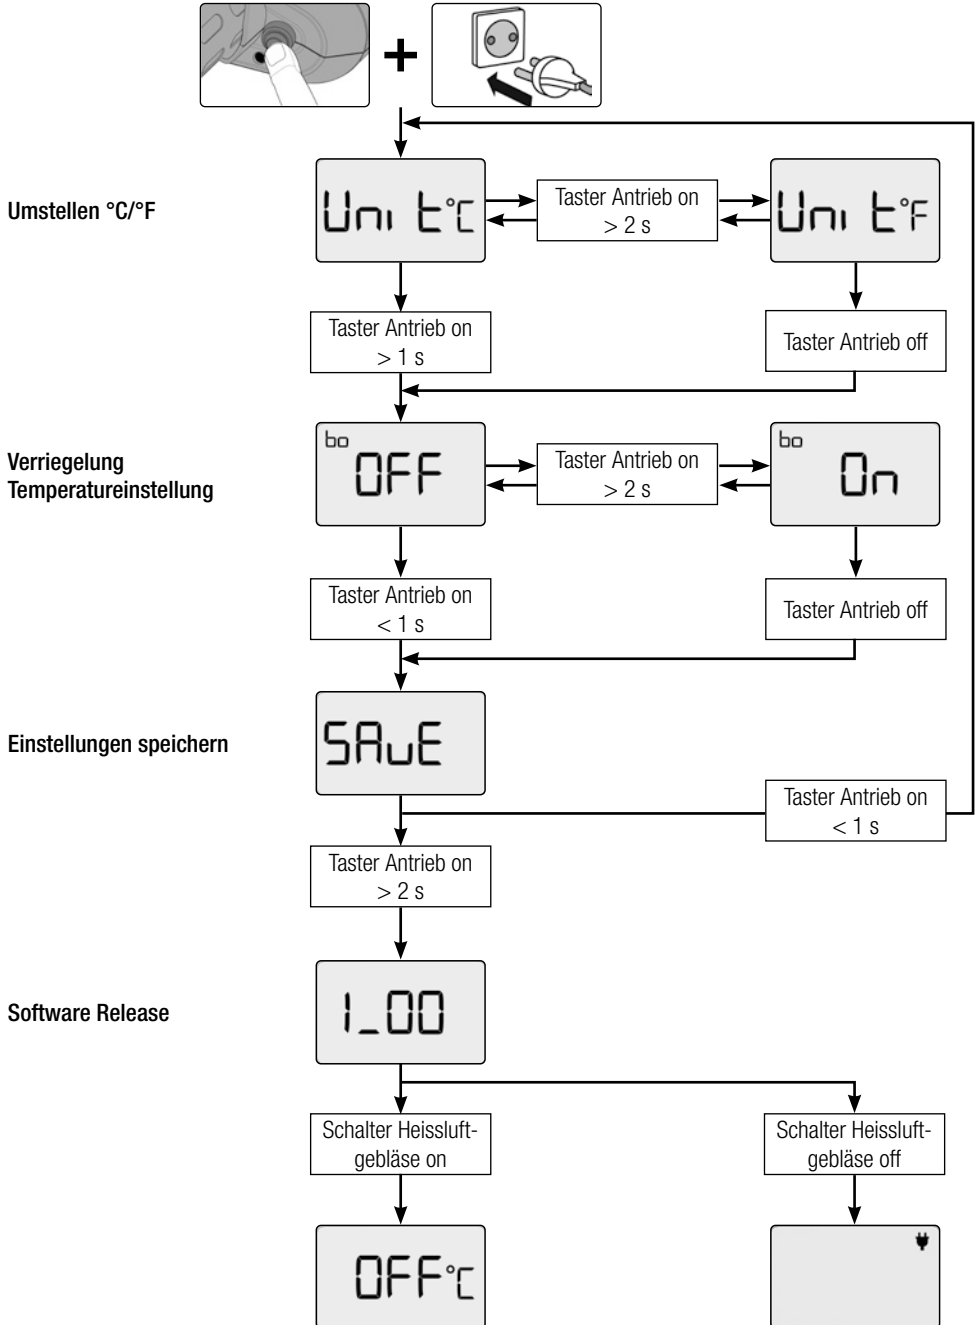 Umstellen °C/°F
Unit °C
Taster Antrieb on
> 2 s
Unit °F
Taster Antrieb on
> 1 s
Taster Antrieb off
Verriegelung
Temperatureinstellung
bo
OFF
Taster Antrieb on
> 2 s
bo
On
Taster Antrieb on
< 1 s
Taster Antrieb off
Einstellungen speichern
SAvE
Taster Antrieb on
< 1 s
Taster Antrieb on
> 2 s
Software Release
1_00
Schalter Heissluft-
gebläse on
Schalter Heissluft-
gebläse off
OFF °C